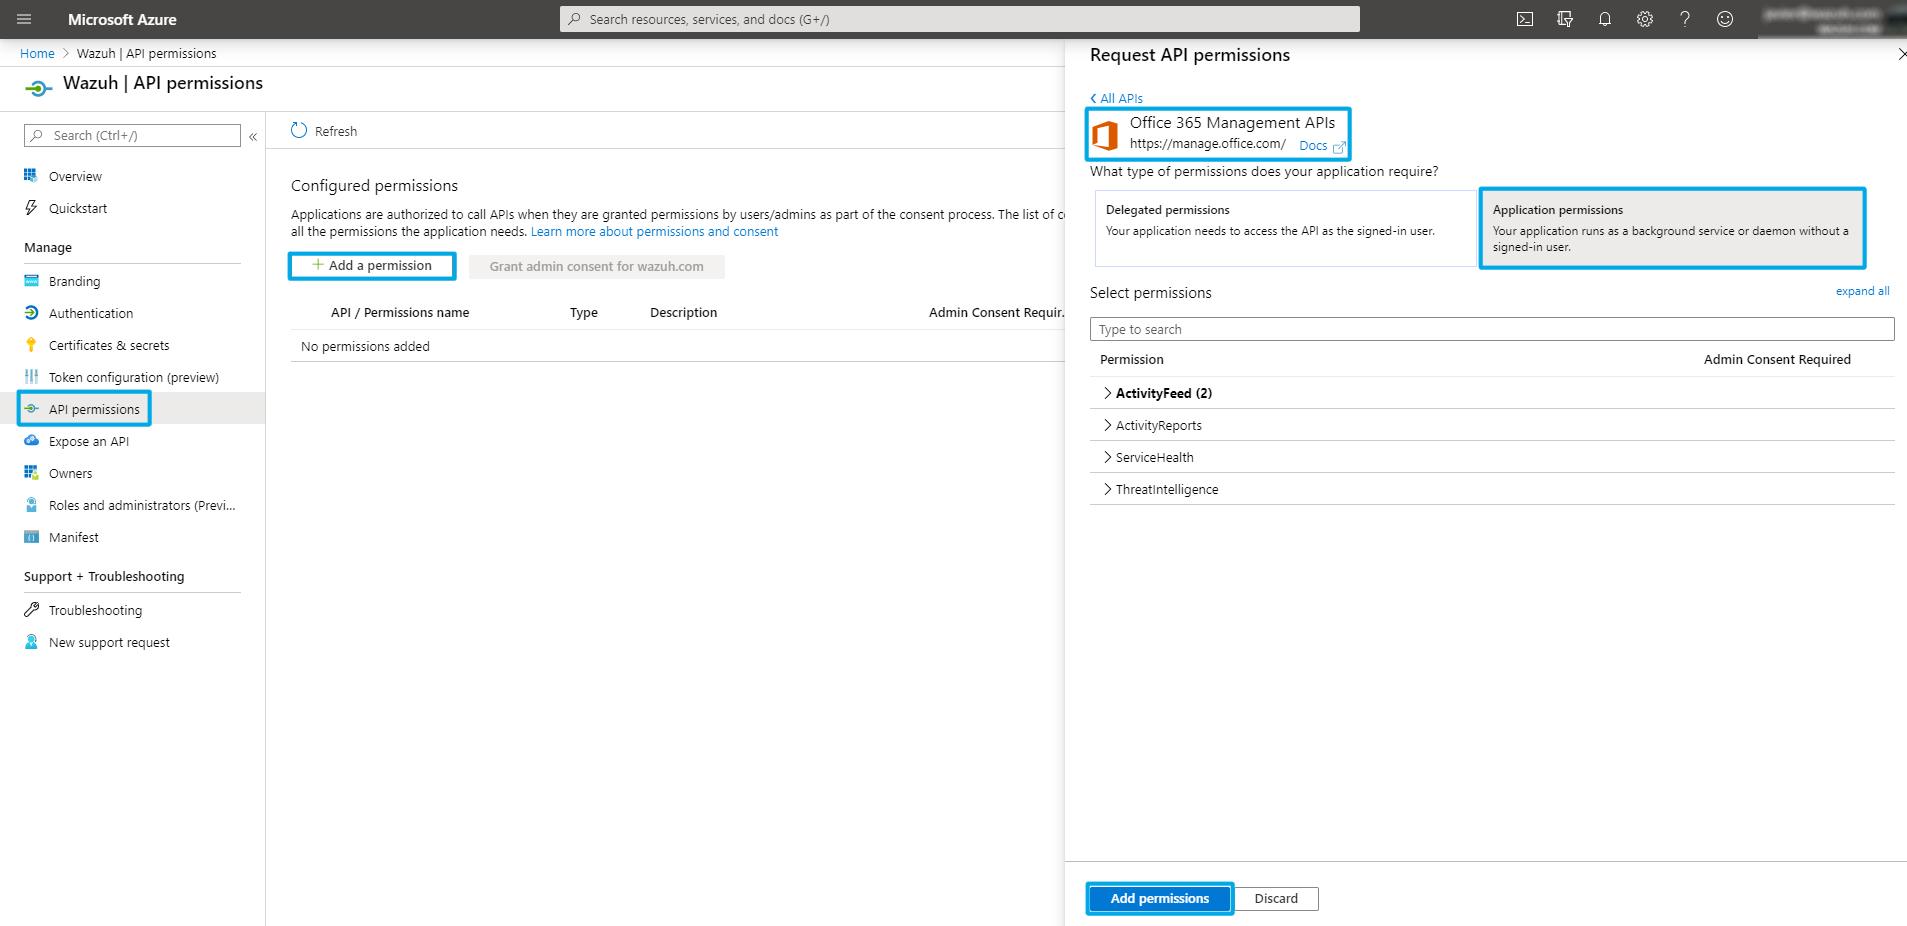 Microsoft Azure
Search resources, services, and docs (G+/)
Home > Wazuh | API permissions
Wazuh | API permissions
Search (Ctrl+/)
«
Overview
Quickstart
Manage
Branding
Authentication
Certificates & secrets
Token configuration (preview)
API permissions
Expose an API
Owners
Roles and administrators (Previ...
Manifest
Support + Troubleshooting
Troubleshooting
New support request
Refresh
Configured permissions
Applications are authorized to call APIs when they are granted permissions by users/admins as part of the consent process. The list of c
all the permissions the application needs. Learn more about permissions and consent
+ Add a permission
Grant admin consent for wazuh.com
API / Permissions name Type Description Admin Consent Requir.
No permissions added
Request API permissions
All APIs
Office 365 Management APIs
https://manage.office.com/ Docs
What type of permissions does your application require?
Delegated permissions
Your application needs to access the API as the signed-in user.
Application permissions
Your application runs as a background service or daemon without a
signed-in user.
Select permissions
expand all
Type to search
Permission Admin Consent Required
ActivityFeed (2)
ActivityReports
ServiceHealth
ThreatIntelligence
Add permissions
Discard